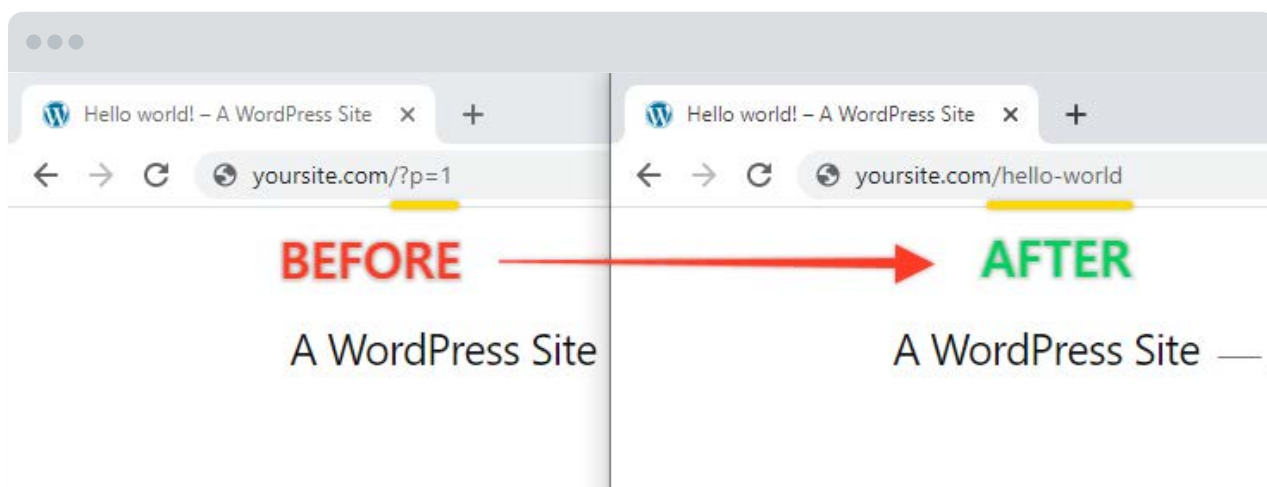 Hello world! – A WordPress Site
yoursite.com/?p=1
BEFORE
A WordPress Site
Hello world! – A WordPress Site
yoursite.com/hello-world
AFTER
A WordPress Site —